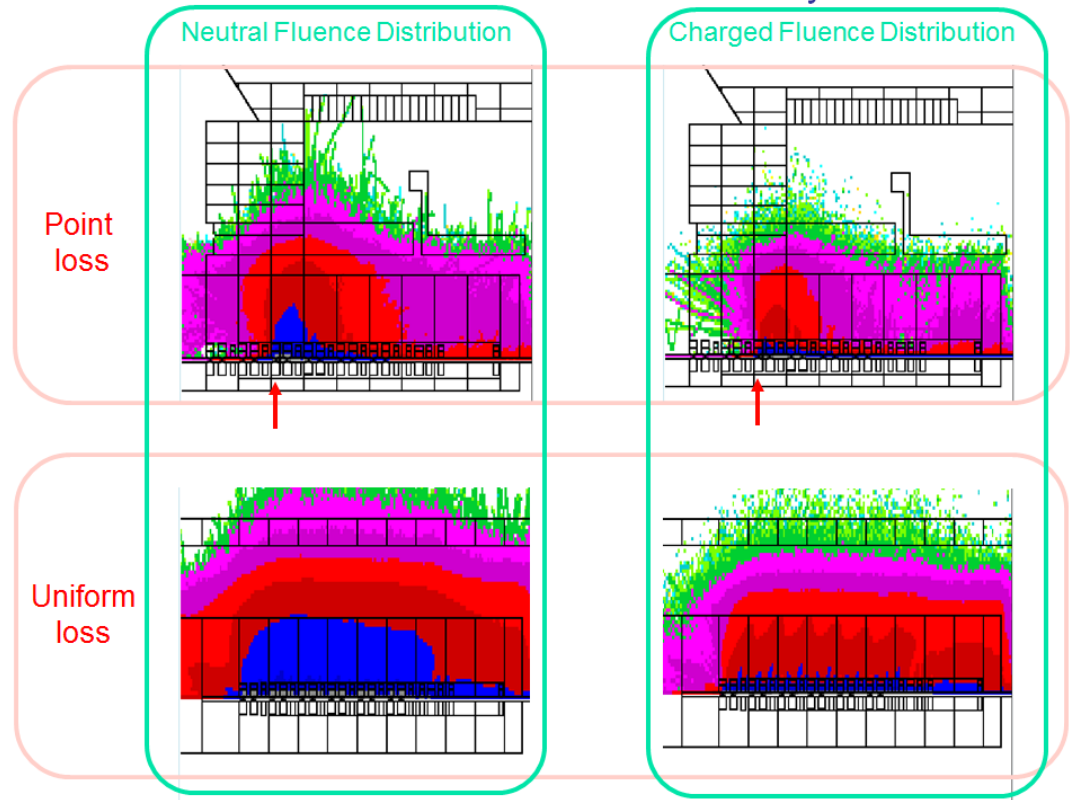 Neutral Fluence Distribution
Charged Fluence Distribution
Point
loss
Uniform
loss